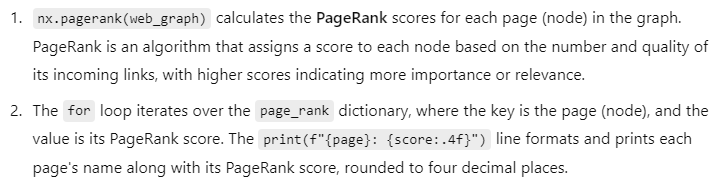 1. nx.pagerank(web_graph) calculates the PageRank scores for each page (node) in the graph.
PageRank is an algorithm that assigns a score to each node based on the number and quality of
its incoming links, with higher scores indicating more importance or relevance.
2. The for loop iterates over the page_rank dictionary, where the key is the page (node), and the
value is its PageRank score. The print(f"{page}: {score:.4f}") line formats and prints each
page's name along with its PageRank score, rounded to four decimal places.